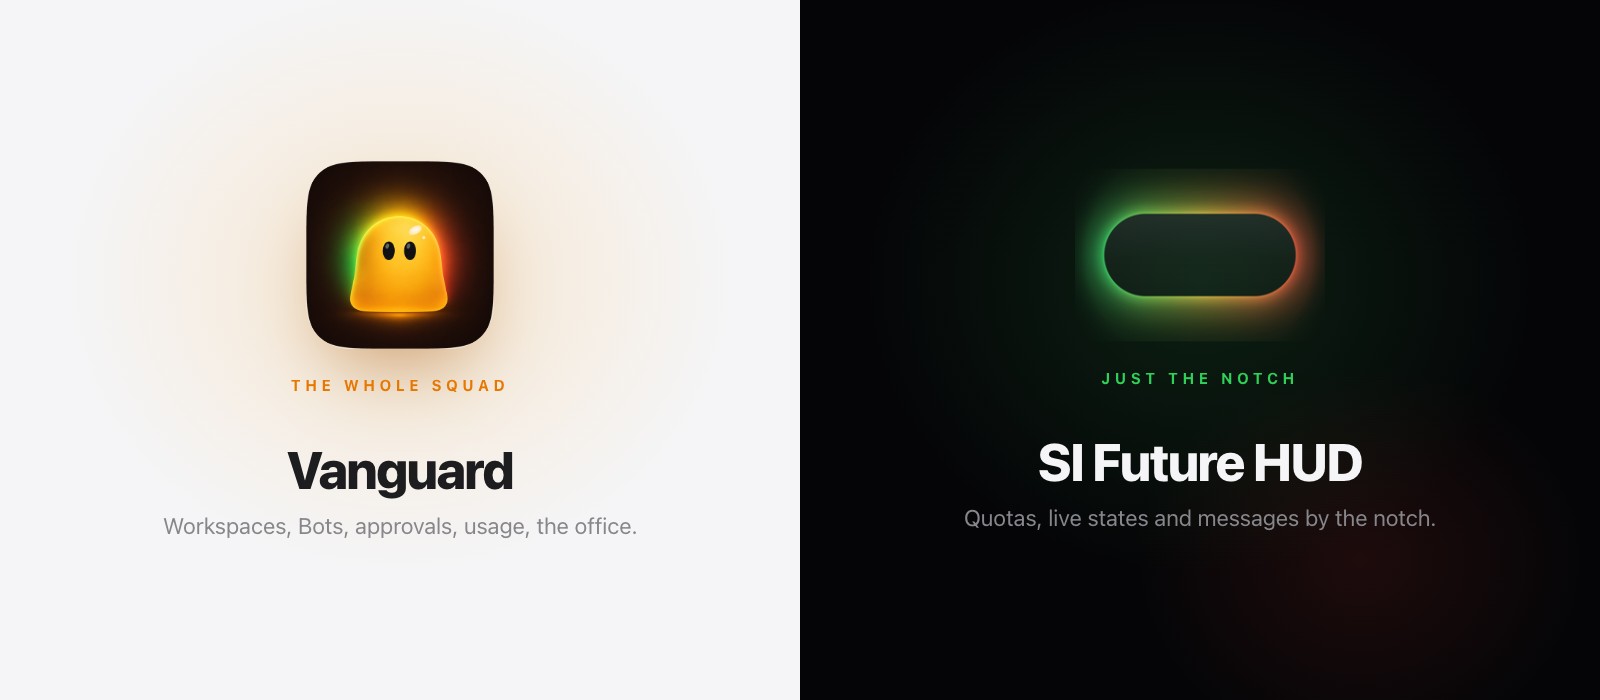 THE WHOLE SQUAD
Vanguard
Workspaces, Bots, approvals, usage, the office.
JUST THE NOTCH
SI Future HUD
Quotas, live states and messages by the notch.